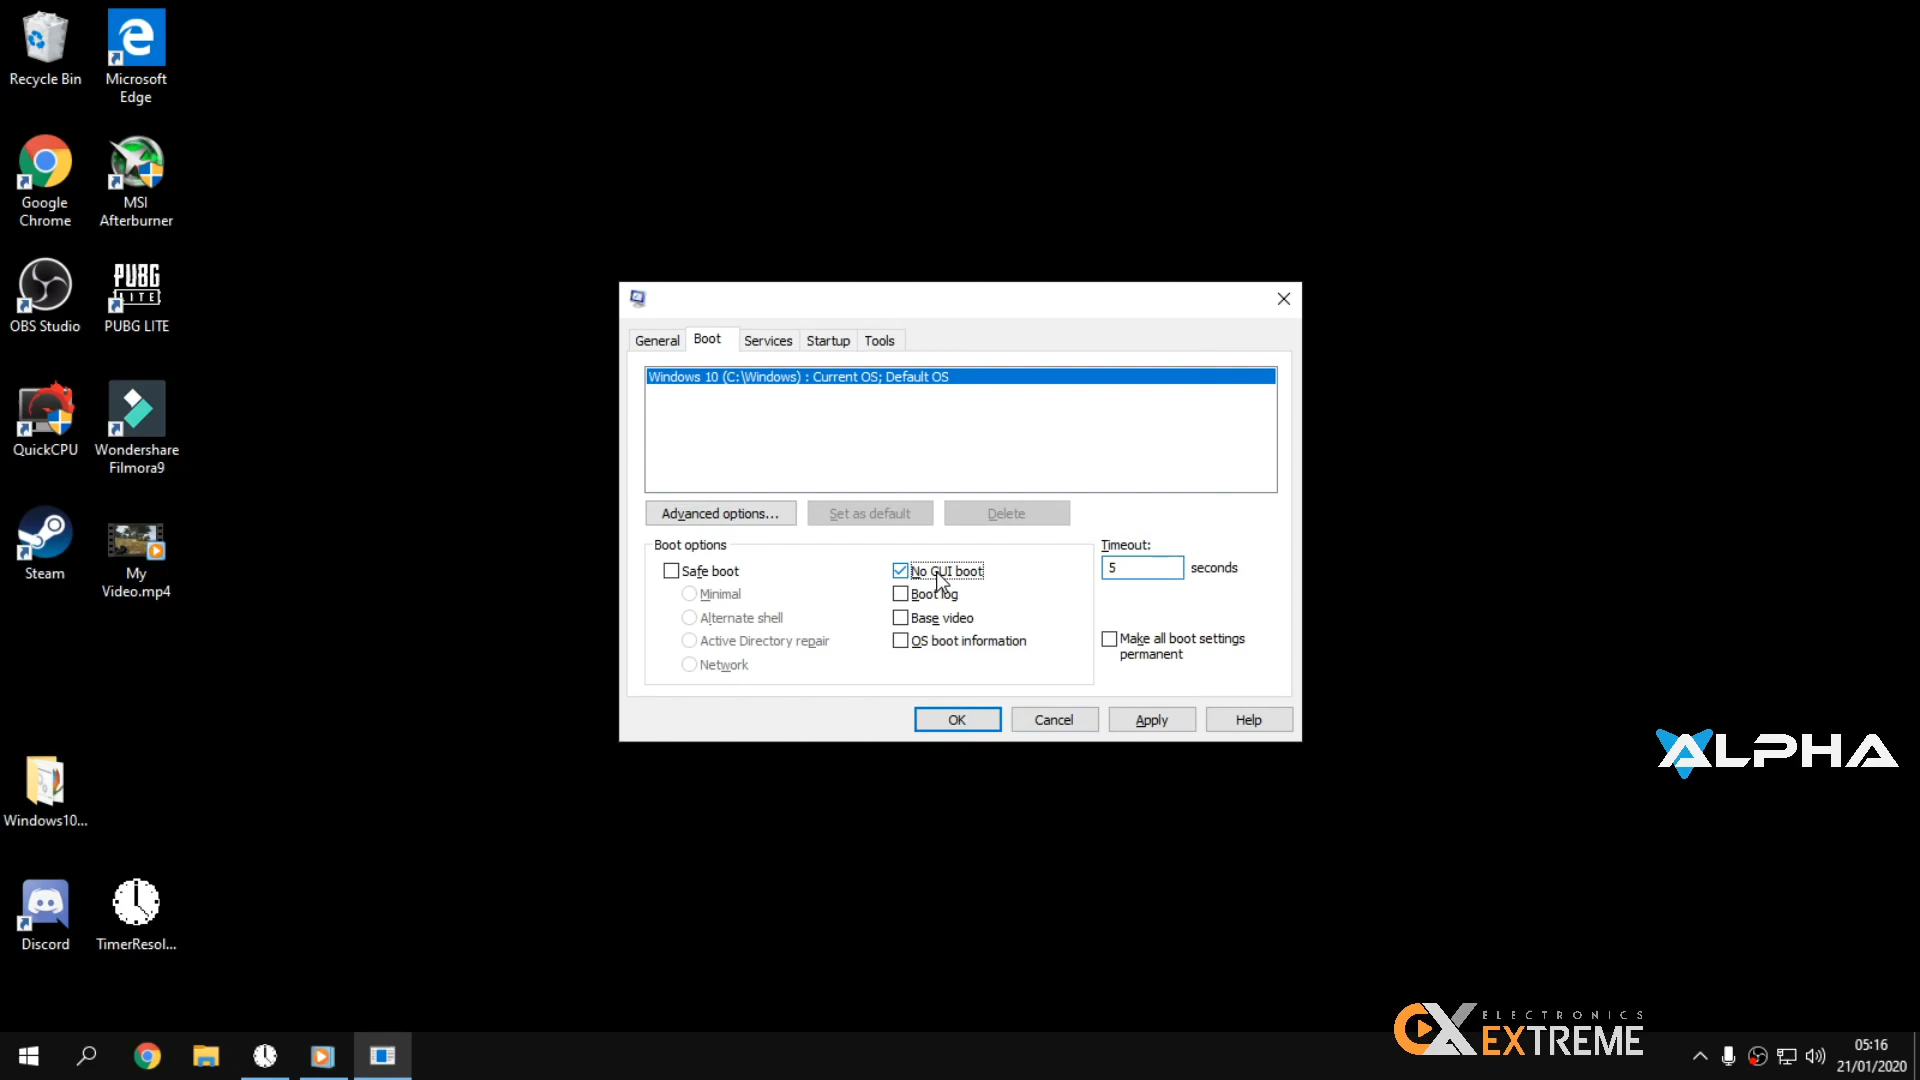 Recycle Bin
Microsoft
Edge
Google
Chrome
MSI
Afterburner
OBS Studio
PUBG
LITE
PUBG LITE
QuickCPU
Wondershare
Filmora9
Steam
My
Video.mp4
Windows10...
Discord
TimerResol...
General
Boot
Services
Startup
Tools
Windows 10 (C:\Windows) : Current OS; Default OS
Advanced options...
Set as default
Delete
Boot options
Safe boot
Minimal
Alternate shell
Active Directory repair
Network
No GUI boot
Boot log
Base video
OS boot information
Timeout:
5 seconds
Make all boot settings
permanent
OK
Cancel
Apply
Help
ALPHA
ELECTRONICS
EXTREME
05:16
21/01/2020